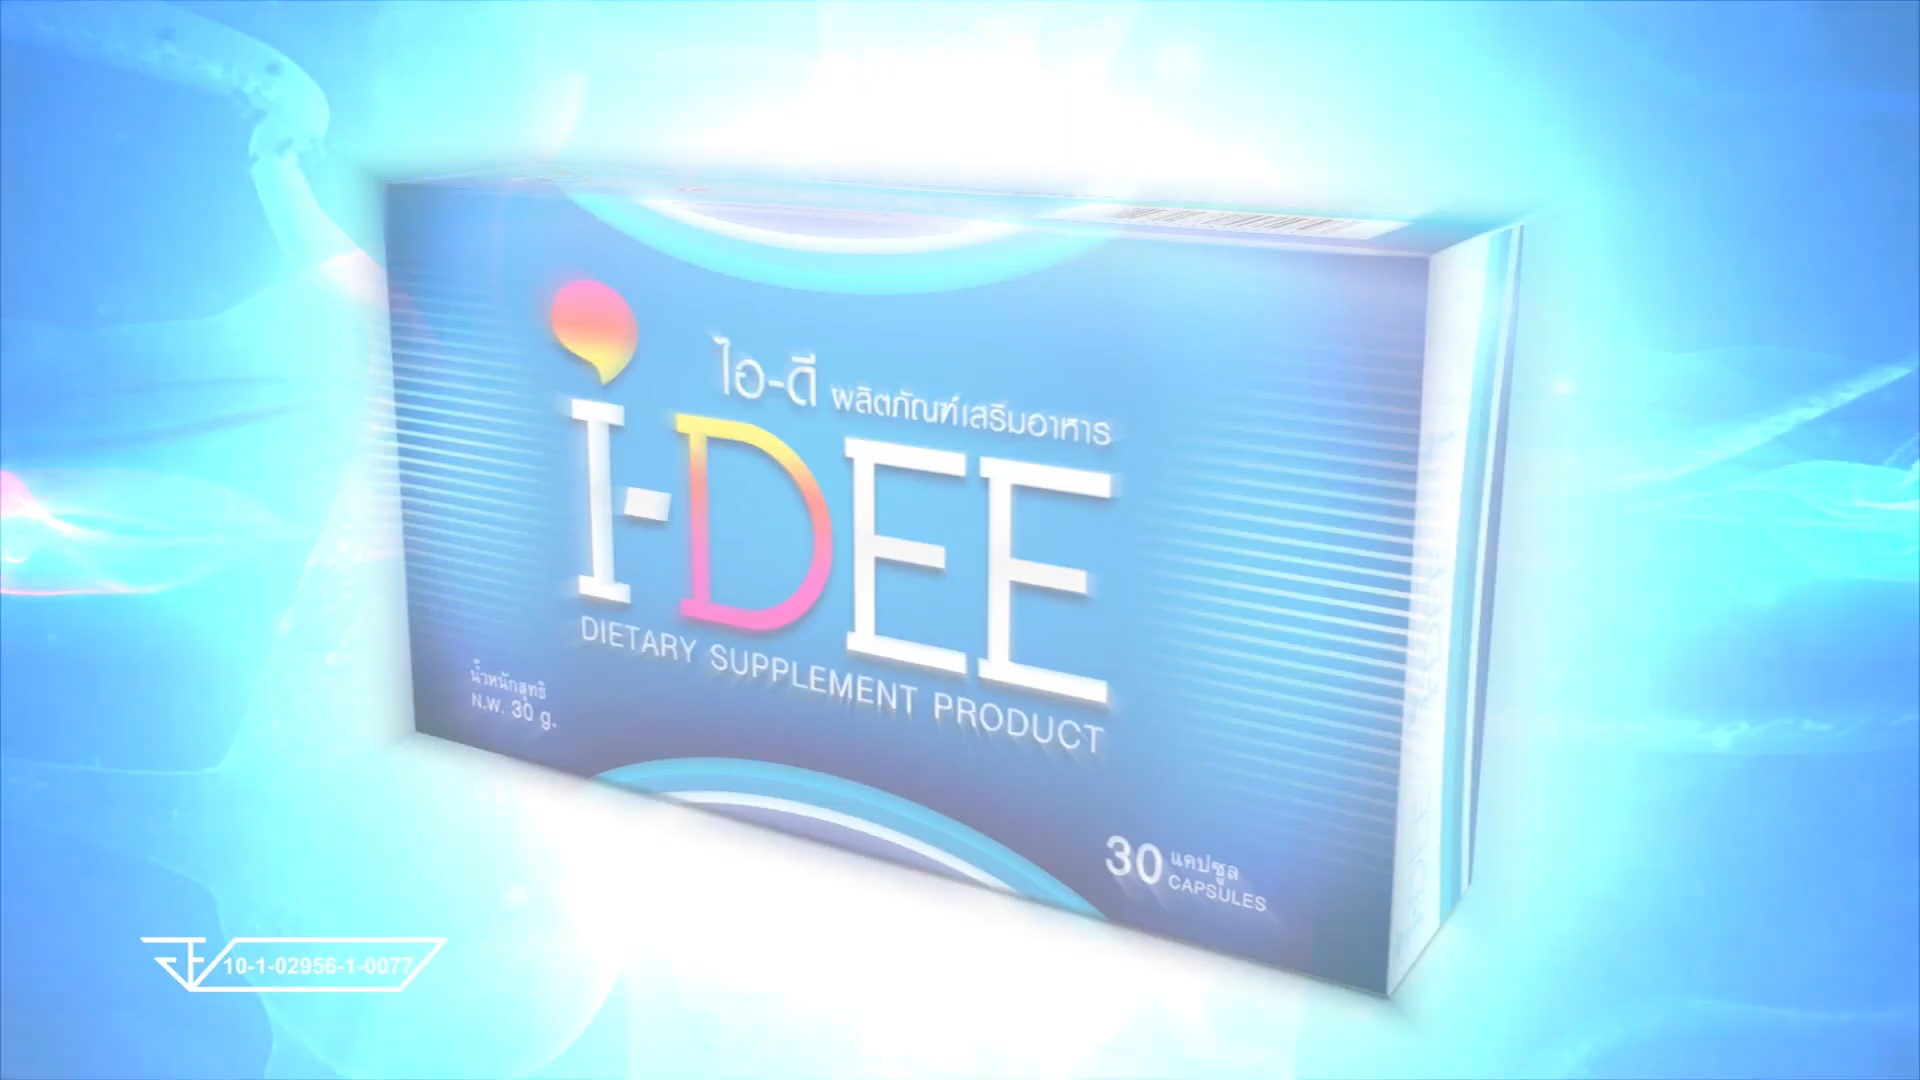 ไอ-ดี ผลิตภัณฑ์เสริมอาหาร
I-DEE
DIETARY SUPPLEMENT PRODUCT
น้ำหนักสุทธิ
N.W. 30 g.
30 แคปซูล
CAPSULES
10-1-02956-1-0077